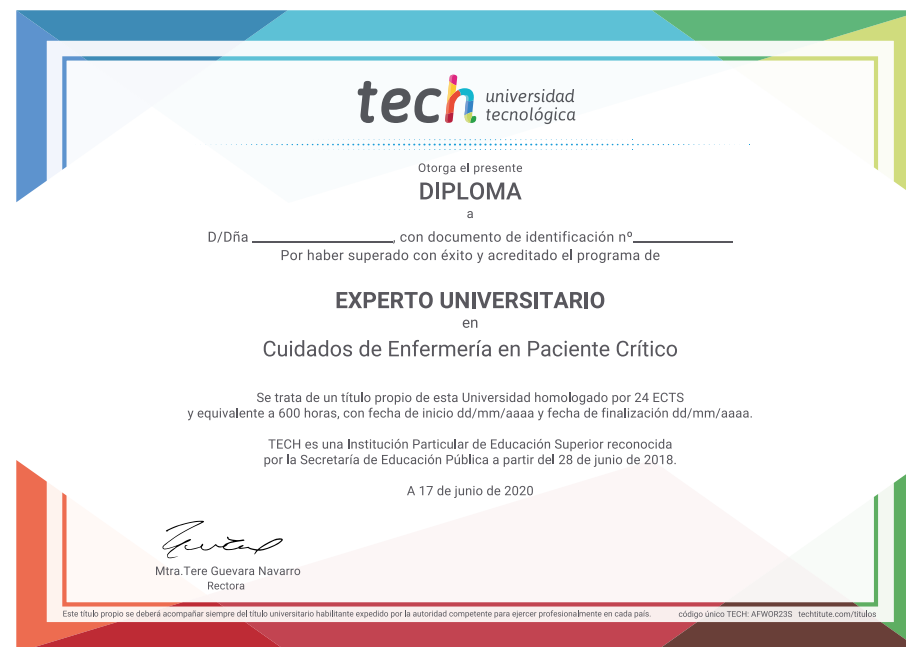 tech universidad
tecnológica
Otorga el presente
DIPLOMA
a
D/Dña ____________________, con documento de identificación nº______________
Por haber superado con éxito y acreditado el programa de
EXPERTO UNIVERSITARIO
en
Cuidados de Enfermería en Paciente Crítico
Se trata de un título propio de esta Universidad homologado por 24 ECTS
y equivalente a 600 horas, con fecha de inicio dd/mm/aaaa y fecha de finalización dd/mm/aaaa.
TECH es una Institución Particular de Educación Superior reconocida
por la Secretaría de Educación Pública a partir del 28 de junio de 2018.
A 17 de junio de 2020
Mtra.Tere Guevara Navarro
Rectora
Este título propio se deberá acompañar siempre del título universitario habilitante expedido por la autoridad competente para ejercer profesionalmente en cada país. código único TECH: AFWOR23S techtitute.com/titulos